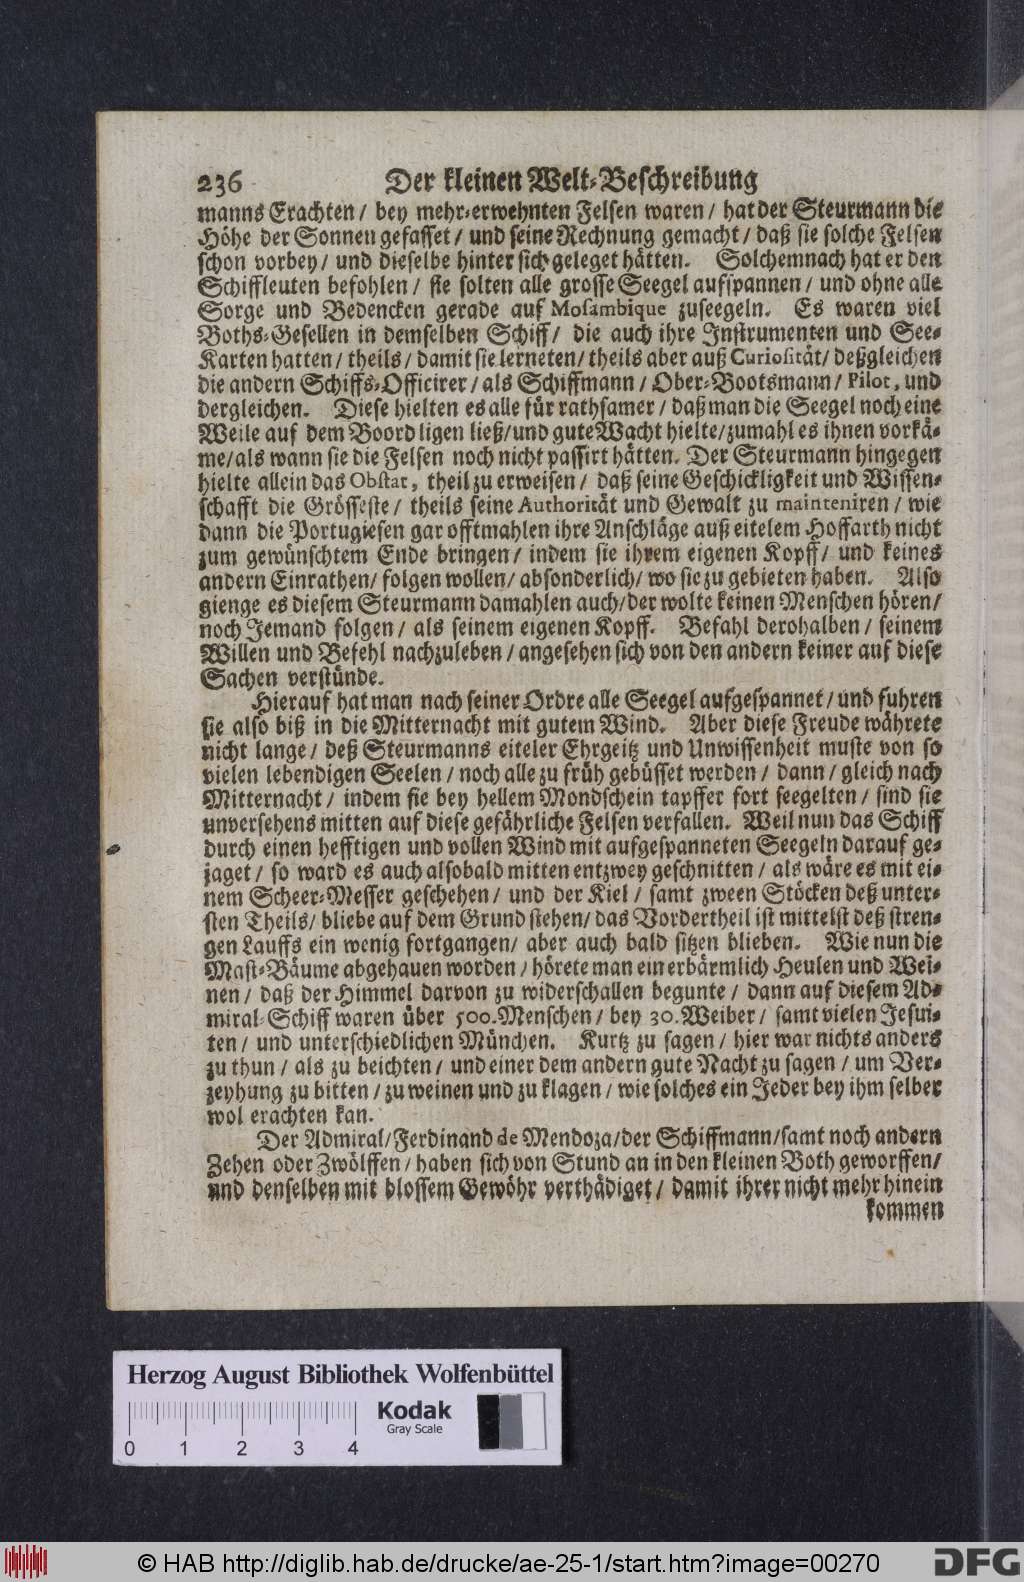 236 Der kleinen Welt-Beschreibung
manns Erachten / bey mehr-erwehnten Felsen waren / hat der Steurmann die
Höhe der Sonnen gefasset / und seine Rechnung gemacht / daß sie solche Felsen
schon vorbey / und dieselbe hinter sich geleget hätten. Solchemnach hat er den
Schiffleuten befohlen / sie solten alle grosse Seegel aufspannen / und ohne alle
Sorge und Bedencken gerade auf Mosambique zuseegeln. Es waren viel
Boths-Gesellen in demselben Schiff / die auch ihre Instrumenten und See-
Karten hatten / theils / damit sie lerneten / theils aber auß Curiosität / deßgleichen
die andern Schiffs-Officirer / als Schiffmann / Ober-Bootsmann / Pilot, und
dergleichen. Diese hielten es alle für rathsamer / daß man die Seegel noch eine
Weile auf dem Boord ligen ließ / und gute Wacht hielte / zumahl es ihnen vorkä-
me / als wann sie die Felsen noch nicht passirt hätten. Der Steurmann hingegen
hielte allein das Obstat, theil zu erweisen / daß seine Geschickligkeit und Wissen-
schafft die Grösseste / theils seine Authorität und Gewalt zu mainteniren / wie
dann die Portugiesen gar offtmahlen ihre Anschläge auß eitelem Hoffarth nicht
zum gewünschtem Ende bringen / indem sie ihrem eigenen Kopff / und keines
andern Einrathen / folgen wollen / absonderlich / wo sie zu gebieten haben. Also
gienge es diesem Steurmann damahlen auch / der wolte keinen Menschen hören /
noch Jemand folgen / als seinem eigenen Kopff. Befahl derohalben / seinem
Willen und Befehl nachzuleben / angesehen sich von den andern keiner auf diese
Sachen verstünde.
Hierauf hat man nach seiner Ordre alle Seegel aufgespannet / und fuhren
sie also biß in die Mitternacht mit gutem Wind. Aber diese Freude währete
nicht lange / deß Steurmanns eiteler Ehrgeitz und Unwissenheit muste von so
vielen lebendigen Seelen / noch alle zu früh gebüsset werden / dann / gleich nach
Mitternacht / indem sie bey hellem Mondschein tapffer fort seegelten / sind sie
unversehens mitten auf diese gefährliche Felsen verfallen. Weil nun das Schiff
durch einen hefftigen und vollen Wind mit aufgespanneten Seegeln darauf ge-
jaget / so ward es auch alsobald mitten entzwey geschnitten / als wäre es mit ei-
nem Scheer-Messer geschehen / und der Kiel / samt zween Stöcken deß unter-
sten Theils / bliebe auf dem Grund stehen / das Vordertheil ist mittelst deß stren-
gen Lauffs ein wenig fortgangen / aber auch bald sitzen blieben. Wie nun die
Mast-Bäume abgehauen worden / hörete man ein erbärmlich Heulen und Wei-
nen / daß der Himmel darvon zu widerschallen begunte / dann auf diesem Ad-
miral-Schiff waren über 500. Menschen / bey 30. Weiber / samt vielen Jesui-
ten / und unterschiedlichen München. Kurtz zu sagen / hier war nichts anders
zu thun / als zu beichten / und einer dem andern gute Nacht zu sagen / um Ver-
zeyhung zu bitten / zu weinen und zu klagen / wie solches ein Jeder bey ihm selber
wol erachten kan.
Der Admiral / Ferdinand de Mendoza / der Schiffmann / samt noch andern
Zehen oder Zwölffen / haben sich von Stund an in den kleinen Both geworffen /
und denselben mit blossem Gewöhr verthädiget / damit ihrer nicht mehr hinein
kommen
Herzog August Bibliothek Wolfenbüttel
Kodak
Gray Scale
0 1 2 3 4
© HAB http://diglib.hab.de/drucke/ae-25-1/start.htm?image=00270
DFG